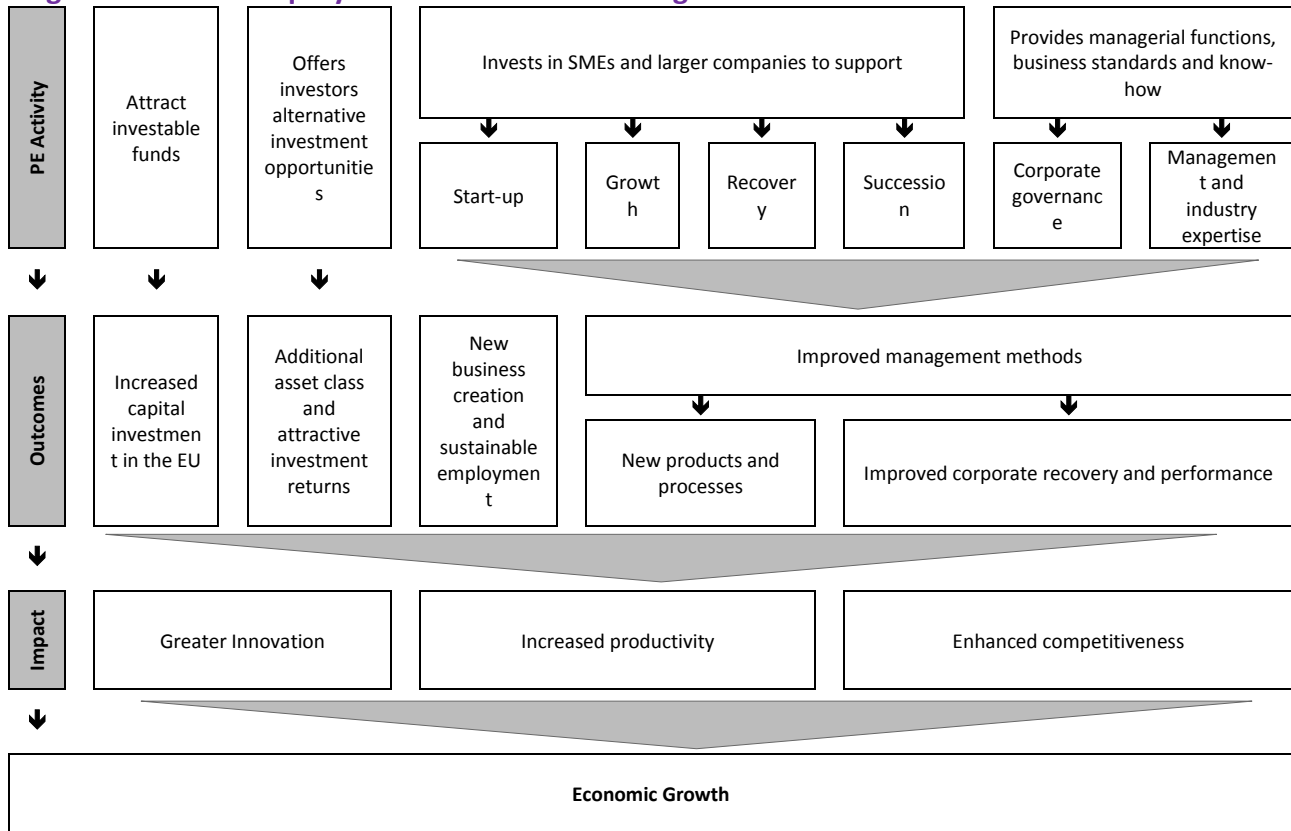 PE Activity
Attract
investable
funds
Offers
investors
alternative
investment
opportunitie
s
Invests in SMEs and larger companies to support
Provides managerial functions,
business standards and know-
how
Start-up
Growt
h
Recover
y
Successio
n
Corporate
governanc
e
Managemen
t and
industry
expertise
Outcomes
Increased
capital
investmen
t in the EU
Additional
asset class
and
attractive
investment
returns
New
business
creation
and
sustainable
employmen
t
Improved management methods
New products and
processes
Improved corporate recovery and performance
Impact
Greater Innovation
Increased productivity
Enhanced competitiveness
Economic Growth